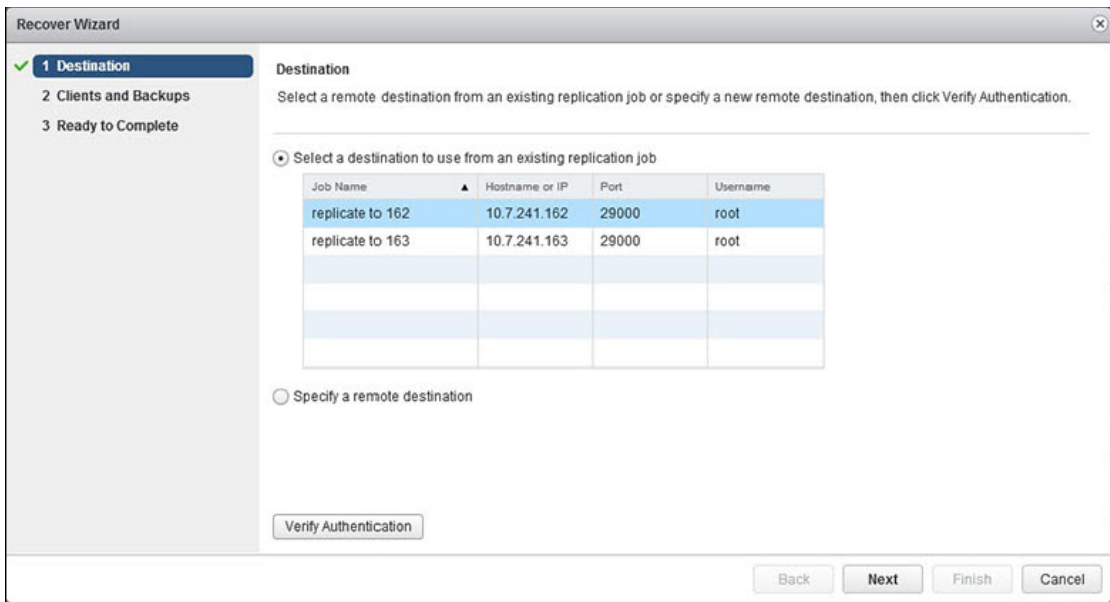 Recover Wizard
1 Destination
2 Clients and Backups
3 Ready to Complete
Destination
Select a remote destination from an existing replication job or specify a new remote destination, then click Verify Authentication.
Select a destination to use from an existing replication job
Job Name Hostname or IP Port Username
replicate to 162 10.7.241.162 29000 root
replicate to 163 10.7.241.163 29000 root
Specify a remote destination
Verify Authentication
Back Next Finish Cancel